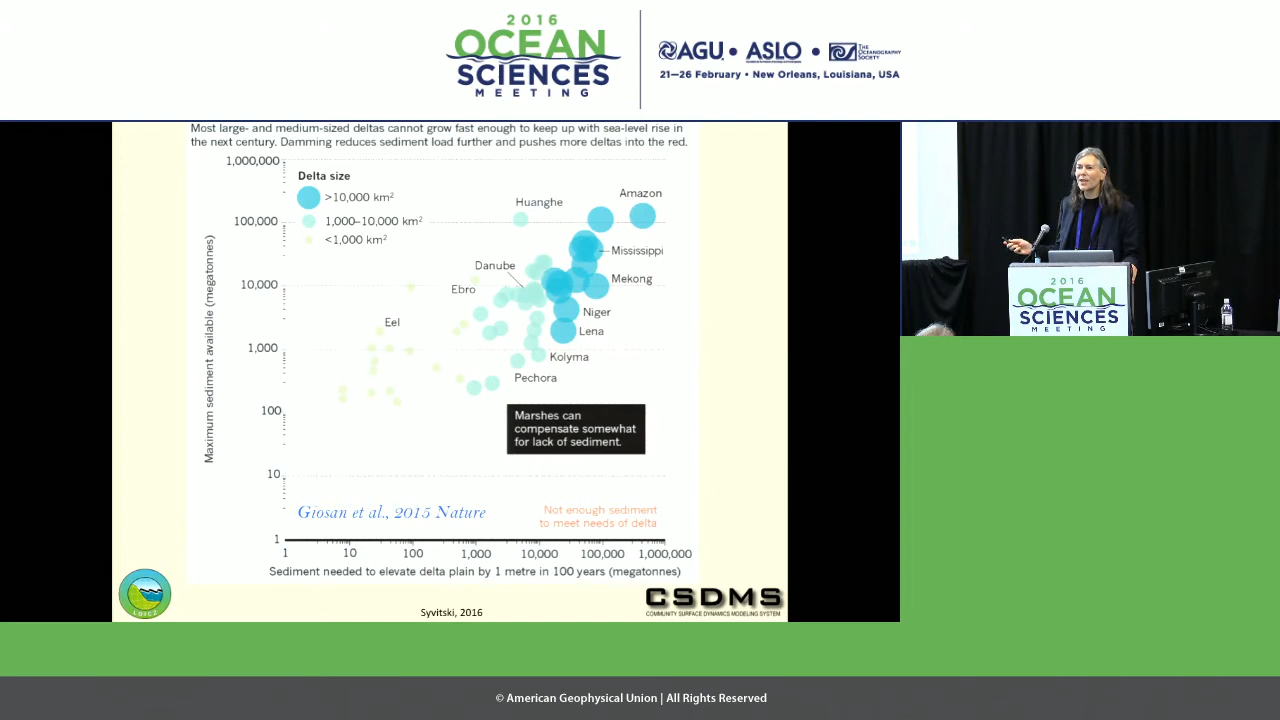 2016
OCEAN
SCIENCES
MEETING
AGU • ASLO • THE OCEANOGRAPHY SOCIETY
21—26 February • New Orleans, Louisiana, USA
Most large- and medium-sized deltas cannot grow fast enough to keep up with sea-level rise in
the next century. Damming reduces sediment load further and pushes more deltas into the red.
1,000,000
100,000
10,000
1,000
100
10
1
Maximum sediment available (megatonnes)
Delta size
>10,000 km²
1,000–10,000 km²
<1,000 km²
Amazon
Huanghe
Mississippi
Danube
Mekong
Ebro
Niger
Eel
Lena
Kolyma
Pechora
Marshes can
compensate somewhat
for lack of sediment.
Giosan et al., 2015 Nature
Not enough sediment
to meet needs of delta
1 10 100 1,000 10,000 100,000 1,000,000
Sediment needed to elevate delta plain by 1 metre in 100 years (megatonnes)
LOICZ
Syvitski, 2016
CSDMS
COMMUNITY SURFACE DYNAMICS MODELING SYSTEM
2016
OCEAN
SCIENCES
MEETING
© American Geophysical Union | All Rights Reserved